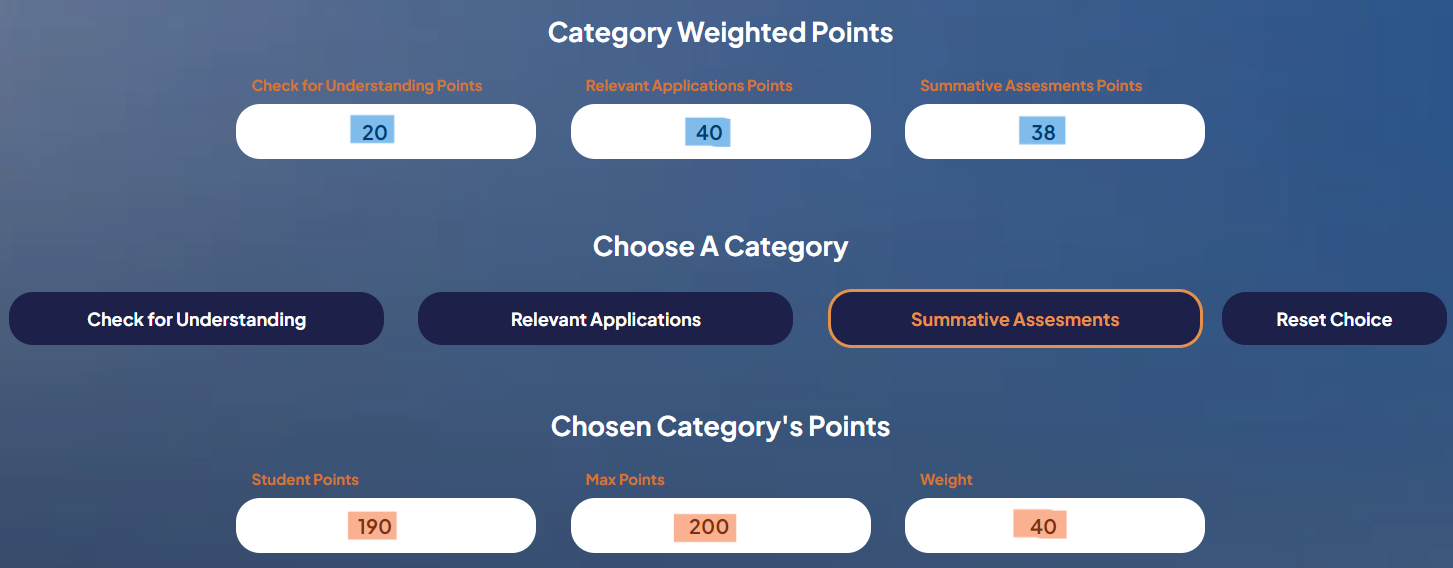 Category Weighted Points
Check for Understanding Points Relevant Applications Points Summative Assesments Points
20 40 38
Choose A Category
Check for Understanding Relevant Applications Summative Assesments Reset Choice
Chosen Category's Points
Student Points Max Points Weight
190 200 40